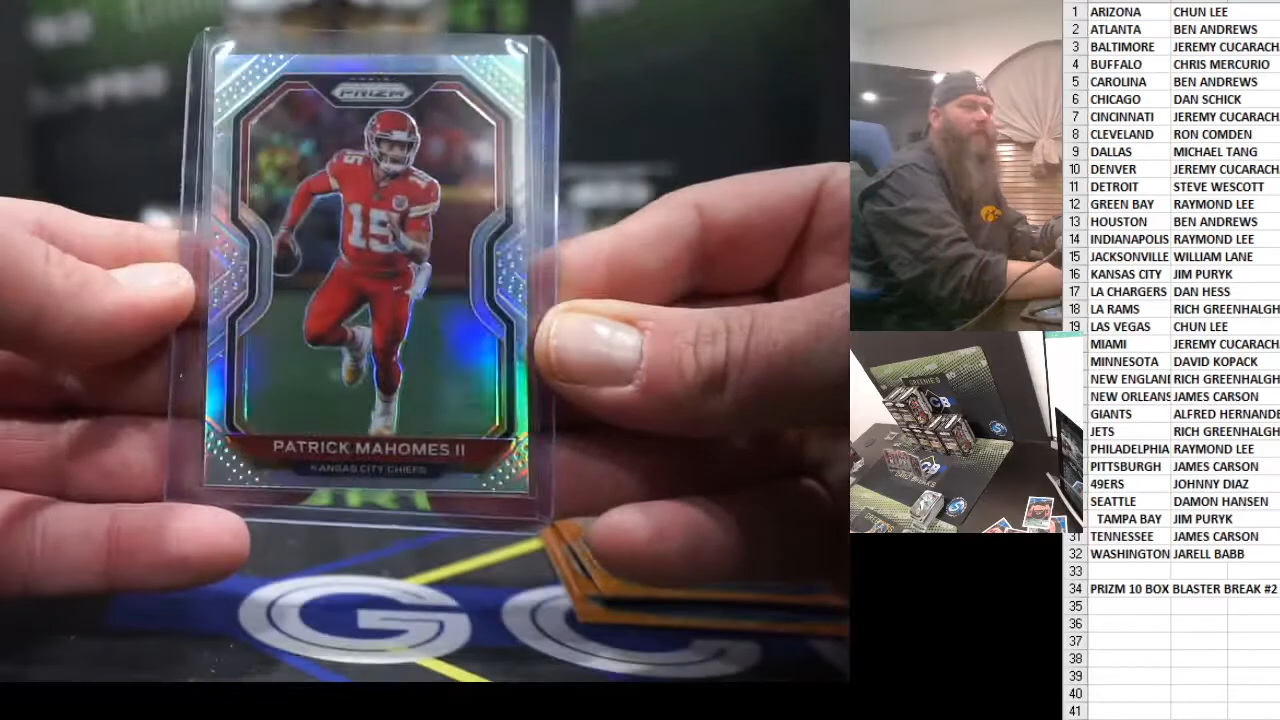 PRIZM
15
15
PATRICK MAHOMES II
KANSAS CITY CHIEFS
GC
GREENIES
CARD BREAKS
1 ARIZONA CHUN LEE
2 ATLANTA BEN ANDREWS
3 BALTIMORE JEREMY CUCARACH
4 BUFFALO CHRIS MERCURIO
5 CAROLINA BEN ANDREWS
6 CHICAGO DAN SCHICK
7 CINCINNATI JEREMY CUCARACH
8 CLEVELAND RON COMDEN
9 DALLAS MICHAEL TANG
10 DENVER JEREMY CUCARACH
11 DETROIT STEVE WESCOTT
12 GREEN BAY RAYMOND LEE
13 HOUSTON BEN ANDREWS
14 INDIANAPOLIS RAYMOND LEE
15 JACKSONVILLE WILLIAM LANE
16 KANSAS CITY JIM PURYK
17 LA CHARGERS DAN HESS
18 LA RAMS RICH GREENHALGH
19 LAS VEGAS CHUN LEE
MIAMI JEREMY CUCARACH
MINNESOTA DAVID KOPACK
NEW ENGLAN RICH GREENHALGH
NEW ORLEANS JAMES CARSON
GIANTS ALFRED HERNANDE
JETS RICH GREENHALGH
PHILADELPHIA RAYMOND LEE
PITTSBURGH JAMES CARSON
49ERS JOHNNY DIAZ
SEATTLE DAMON HANSEN
TAMPA BAY JIM PURYK
31 TENNESSEE JAMES CARSON
32 WASHINGTON JARELL BABB
33
34 PRIZM 10 BOX BLASTER BREAK #2
35
36
37
38
39
40
41